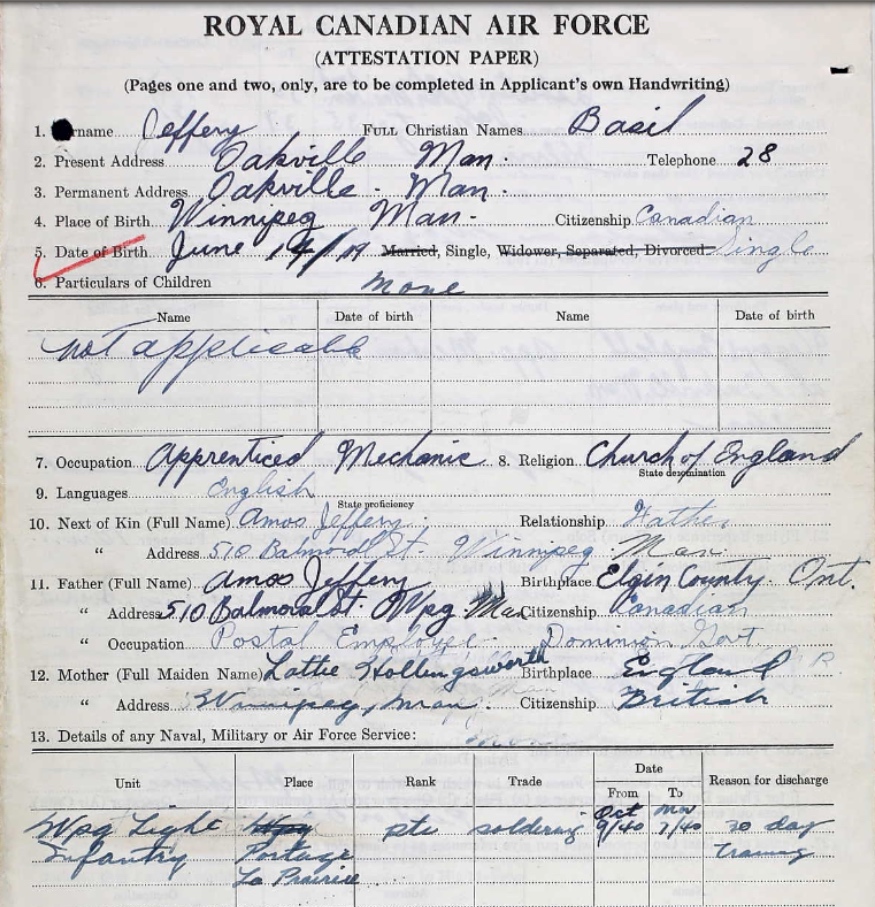 ROYAL CANADIAN AIR FORCE
(ATTESTATION PAPER)
(Pages one and two, only, are to be completed in Applicant's own Handwriting)
1. rname Jeffery FULL CHRISTIAN NAMES Basil
2. Present Address Oakville Man. Telephone 28
3. Permanent Address Oakville - Man.
4. Place of Birth Winnipeg Man- Citizenship Canadian
5. Date of Birth June 14/19 Married, Single, Widower, Separated, Divorced Single
6. Particulars of Children None
Name Date of birth Name Date of birth
not applicable
7. Occupation Apprenticed Mechanic 8. Religion Church of England
State denomination
9. Languages English
State proficiency
10. Next of Kin (Full Name) Amos Jeffery. Relationship Father
" Address 510 Balmoral St. Winnipeg Man.
11. Father (Full Name) Amos Jeffery Birthplace Elgin County- Ont.
" Address 510 Balmoral St. Wpg Man Citizenship Canadian
" Occupation Postal Employee - Dominion Govt
12. Mother (Full Maiden Name) Lottie Hollingsworth Birthplace England
" Address Winnipeg, Man. Citizenship British
13. Details of any Naval, Military or Air Force Service:
Unit Place Rank Trade Date Reason for discharge
From To
Wpg Light Wpg pte soldering Oct 9/40 Nov 7/40 30 day
Infantry Portage training
La Prairie